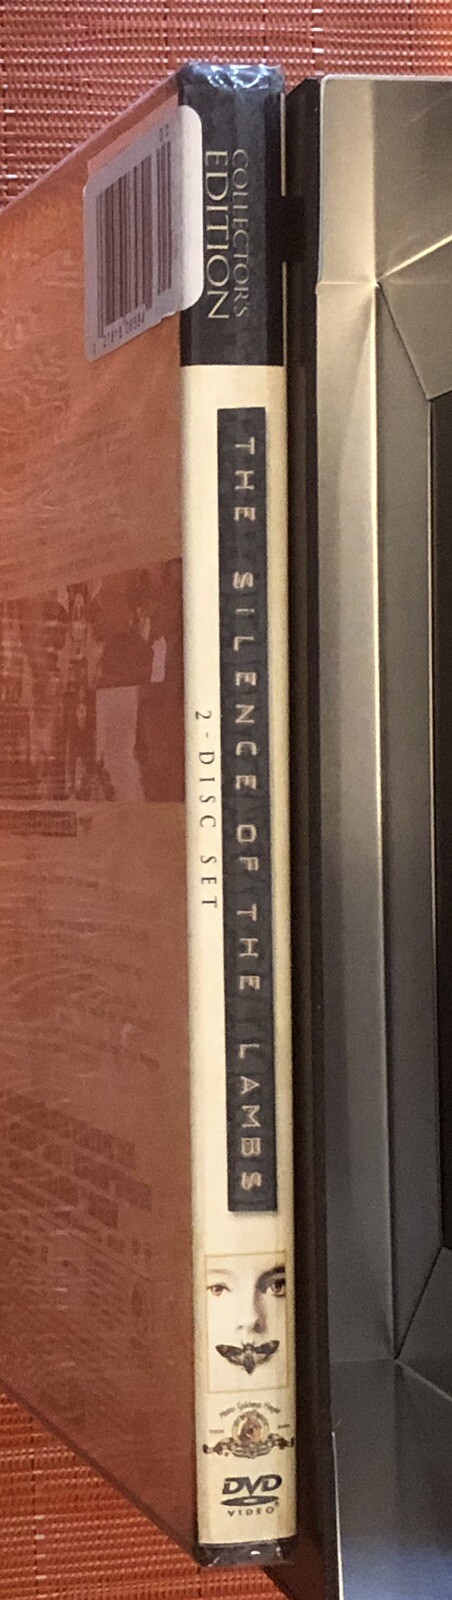 COLLECTOR'S
EDITION
THE SILENCE OF THE LAMBS
2-DISC SET
DVD
VIDEO